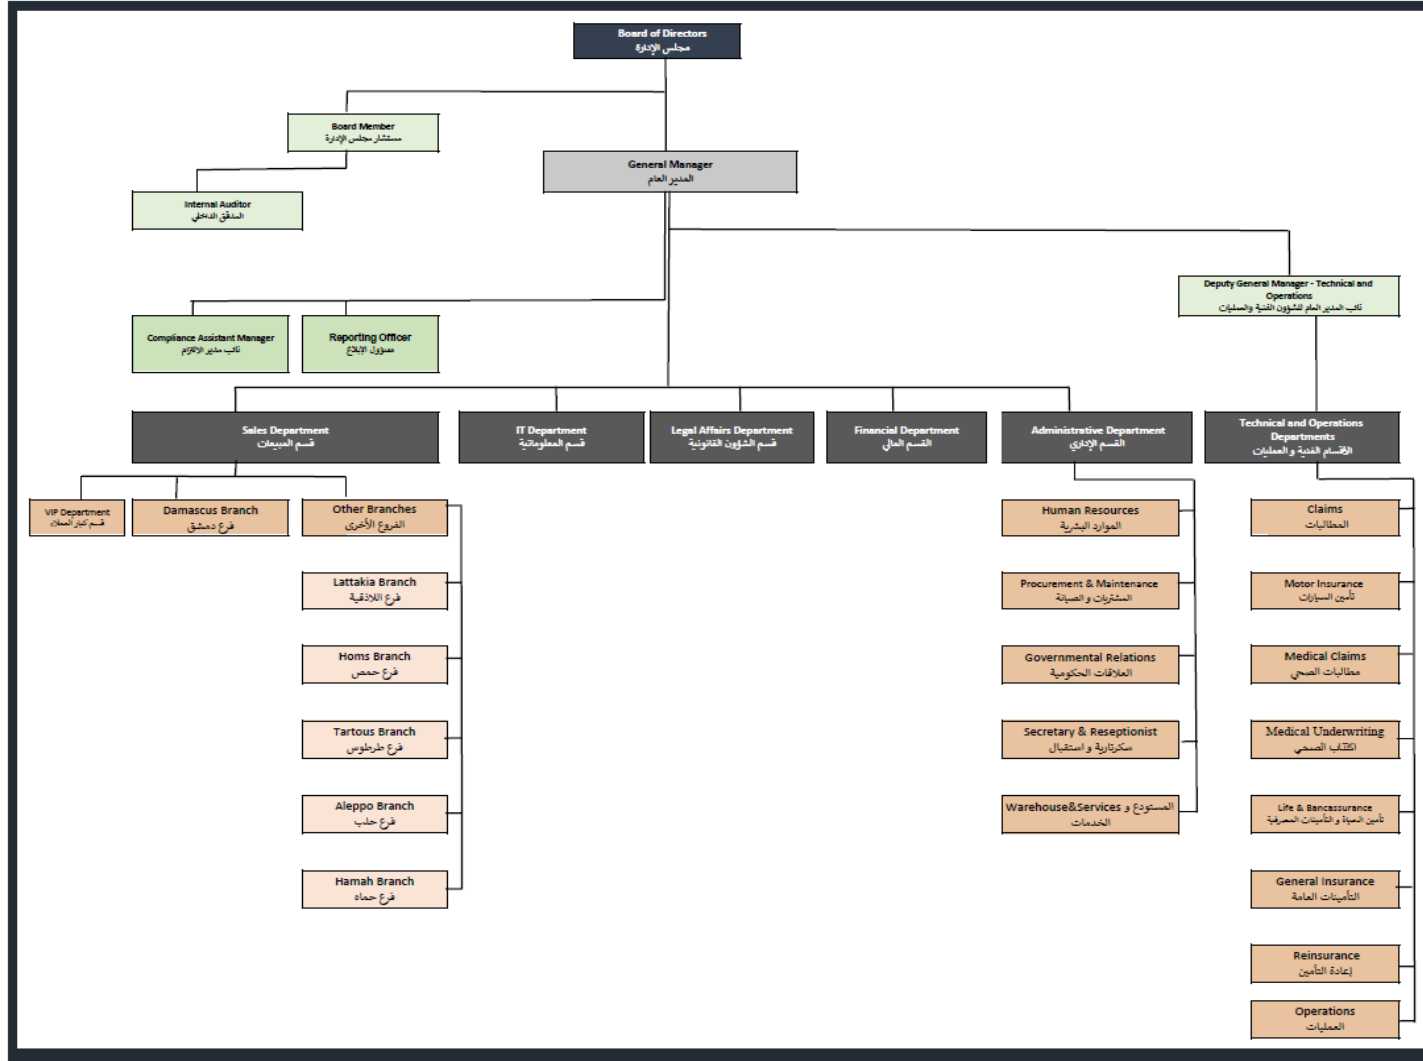 Board of Directors
مجلس الإدارة
Board Member
مستشار مجلس الإدارة
General Manager
المدير العام
Internal Auditor
المدقق الداخلي
Deputy General Manager - Technical and
Operations
نائب المدير العام للشؤون الفنية والعمليات
Compliance Assistant Manager
نائب مدير الالتزام
Reporting Officer
مسؤول الإبلاغ
Sales Department
قسم المبيعات
IT Department
قسم المعلوماتية
Legal Affairs Department
قسم الشؤون القانونية
Financial Department
القسم المالي
Administrative Department
القسم الإداري
Technical and Operations
Departments
الأقسام الفنية و العمليات
VIP Department
قسم كبار العملاء
Damascus Branch
فرع دمشق
Other Branches
الفروع الأخرى
Lattakia Branch
فرع اللاذقية
Homs Branch
فرع حمص
Tartous Branch
فرع طرطوس
Aleppo Branch
فرع حلب
Hamah Branch
فرع حماه
Human Resources
الموارد البشرية
Procurement & Maintenance
المشتريات و الصيانة
Governmental Relations
العلاقات الحكومية
Secretary & Reseptionist
سكرتارية و استقبال
Warehouse&Services المستودع و
الخدمات
Claims
المطالبات
Motor Insurance
تأمين السيارات
Medical Claims
مطالبات الصحي
Medical Underwriting
اكتتاب الصحي
Life & Bancassurance
تأمين الحياة و التأمينات المصرفية
General Insurance
التأمينات العامة
Reinsurance
إعادة التأمين
Operations
العمليات